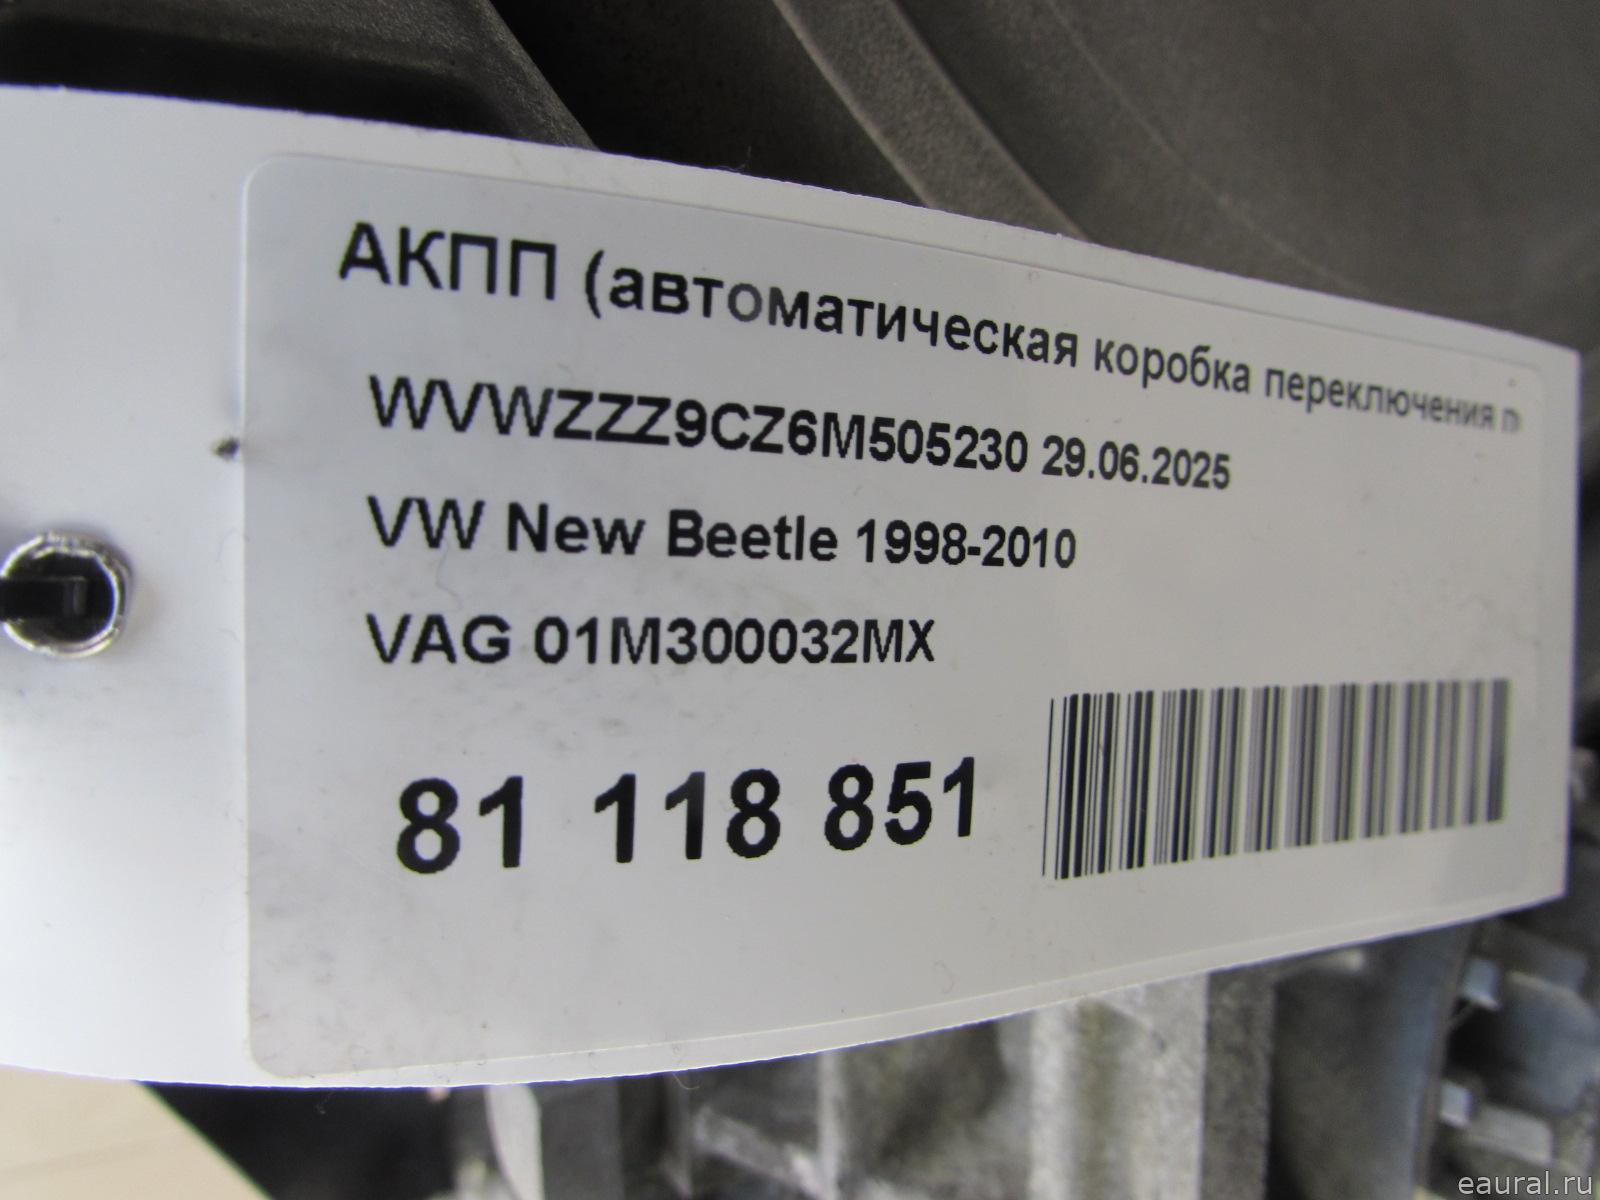 АКПП (автоматическая коробка переключения п
WVWZZZ9CZ6M505230 29.06.2025
VW New Beetle 1998-2010
VAG 01M300032MX
81 118 851
eaural.ru